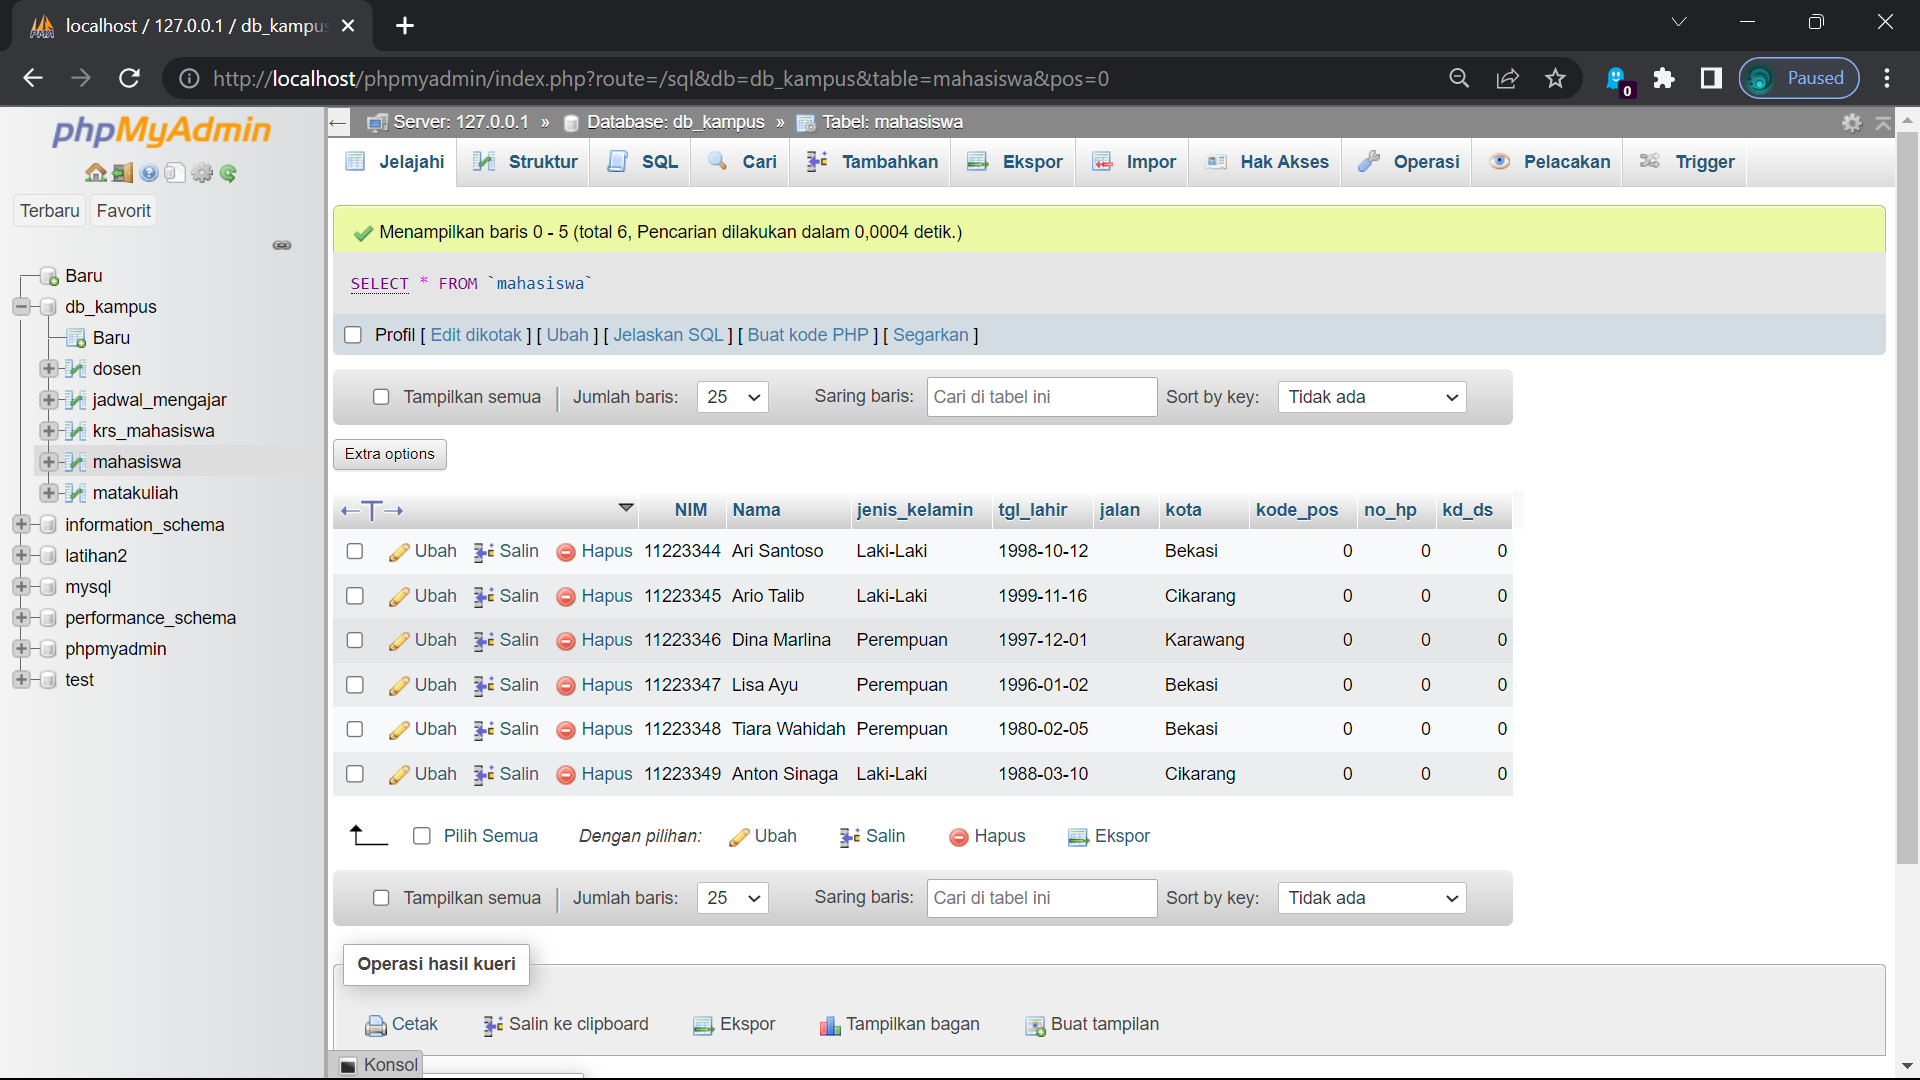 localhost / 127.0.0.1 / db_kampu
http://localhost/phpmyadmin/index.php?route=/sql&db=db_kampus&table=mahasiswa&pos=0
0
Paused
phpMyAdmin
Terbaru Favorit
Baru
db_kampus
Baru
dosen
jadwal_mengajar
krs_mahasiswa
mahasiswa
matakuliah
information_schema
latihan2
mysql
performance_schema
phpmyadmin
test
Server: 127.0.0.1 » Database: db_kampus » Tabel: mahasiswa
Jelajahi Struktur SQL Cari Tambahkan Ekspor Impor Hak Akses Operasi Pelacakan Trigger
Menampilkan baris 0 - 5 (total 6, Pencarian dilakukan dalam 0,0004 detik.)
SELECT * FROM `mahasiswa`
Profil [ Edit dikotak ] [ Ubah ] [ Jelaskan SQL ] [ Buat kode PHP ] [ Segarkan ]
Tampilkan semua Jumlah baris: 25 Saring baris: Cari di tabel ini Sort by key: Tidak ada
Extra options
NIM Nama jenis_kelamin tgl_lahir jalan kota kode_pos no_hp kd_ds
Ubah Salin Hapus 11223344 Ari Santoso Laki-Laki 1998-10-12 Bekasi 0 0 0
Ubah Salin Hapus 11223345 Ario Talib Laki-Laki 1999-11-16 Cikarang 0 0 0
Ubah Salin Hapus 11223346 Dina Marlina Perempuan 1997-12-01 Karawang 0 0 0
Ubah Salin Hapus 11223347 Lisa Ayu Perempuan 1996-01-02 Bekasi 0 0 0
Ubah Salin Hapus 11223348 Tiara Wahidah Perempuan 1980-02-05 Bekasi 0 0 0
Ubah Salin Hapus 11223349 Anton Sinaga Laki-Laki 1988-03-10 Cikarang 0 0 0
Pilih Semua Dengan pilihan: Ubah Salin Hapus Ekspor
Tampilkan semua Jumlah baris: 25 Saring baris: Cari di tabel ini Sort by key: Tidak ada
Operasi hasil kueri
Cetak Salin ke clipboard Ekspor Tampilkan bagan Buat tampilan
Konsol